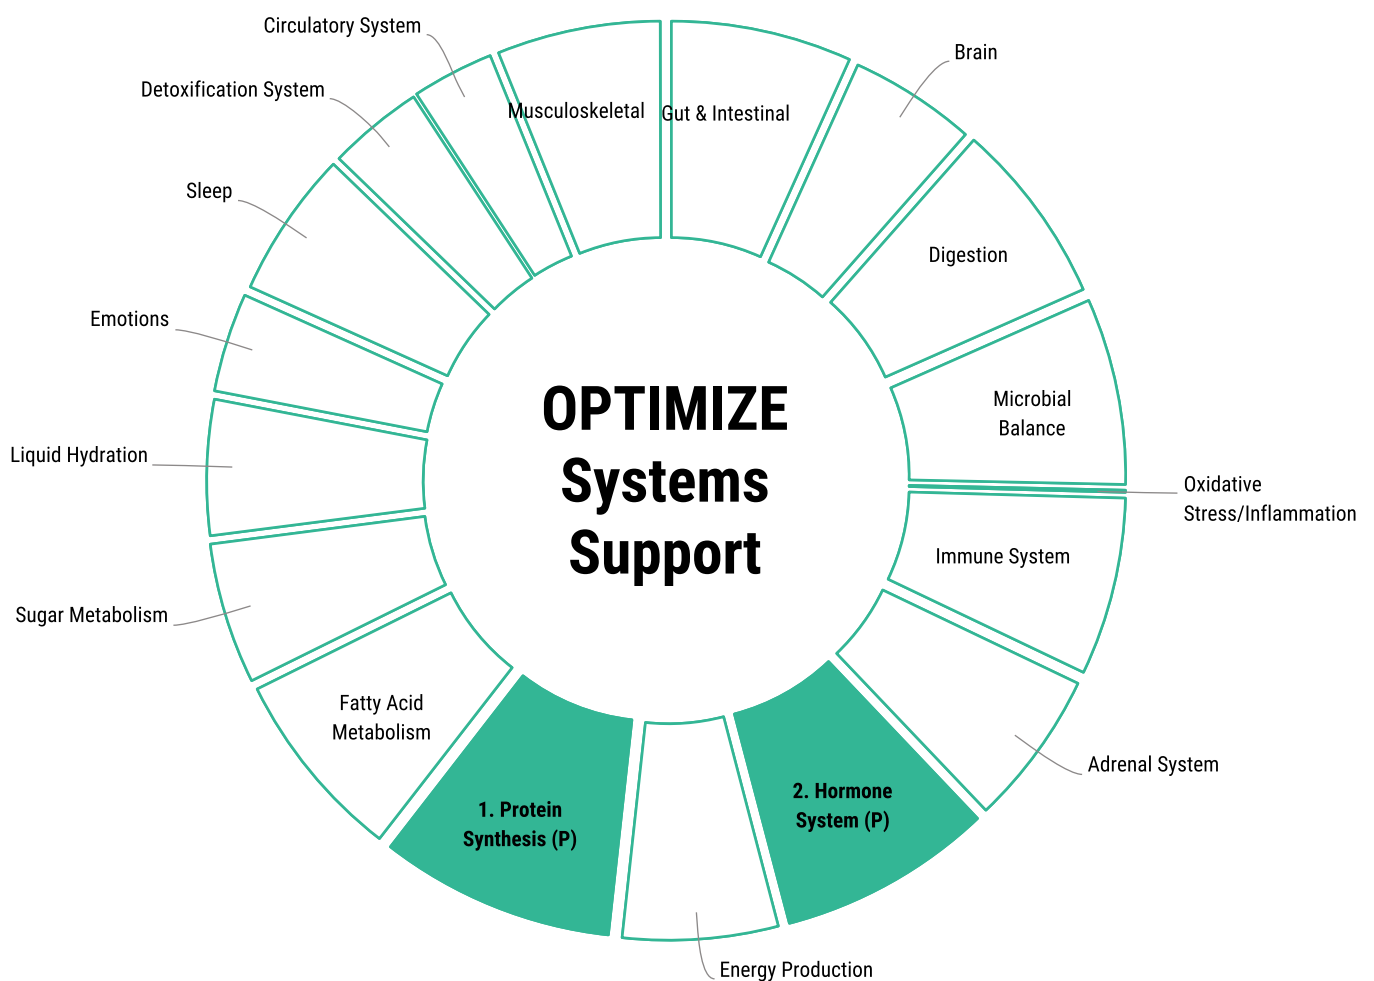 Circulatory System
Musculoskeletal
Gut & Intestinal
Brain
Detoxification System
Sleep
Digestion
Emotions
Microbial
Balance
OPTIMIZE
Systems
Support
Liquid Hydration
Oxidative
Stress/Inflammation
Immune System
Sugar Metabolism
Fatty Acid
Metabolism
Adrenal System
1. Protein
Synthesis (P)
2. Hormone
System (P)
Energy Production